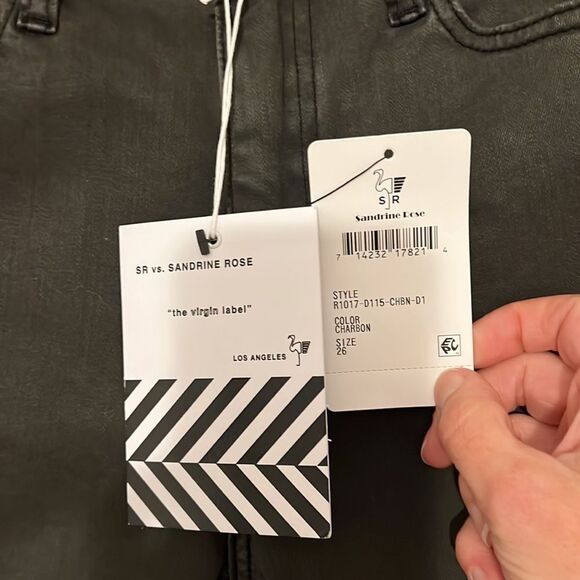 SR vs. SANDRINE ROSE
"the virgin label"
LOS ANGELES
S R
Sandrine Rose
7 14232 17821 4
STYLE
R1017-D115-CHBN-D1
COLOR
CHARBON
SIZE
26